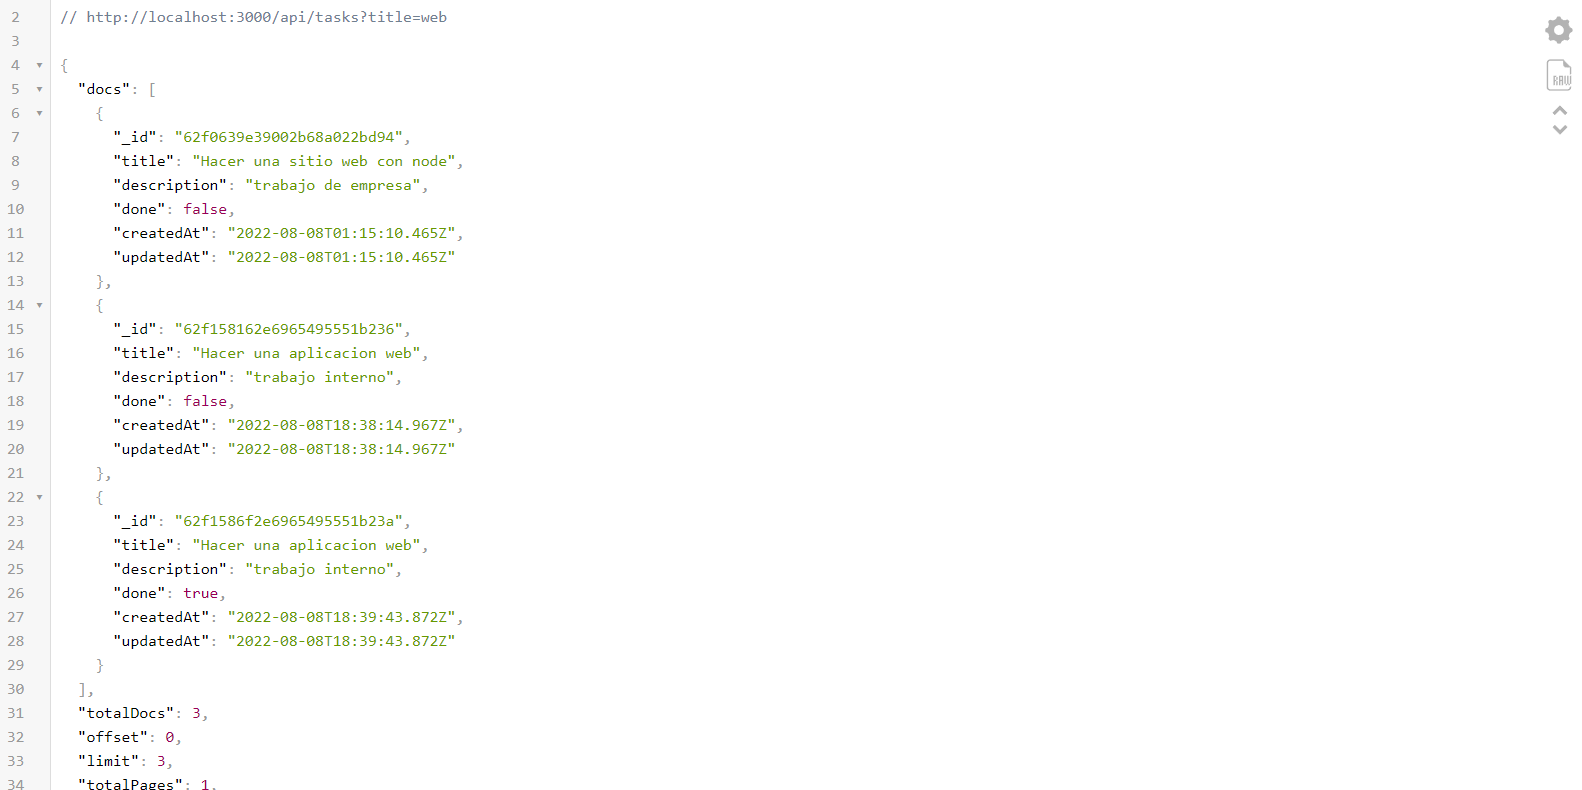 2 // http://localhost:3000/api/tasks?title=web
3
4 {
5 "docs": [
6 {
7 "_id": "62f0639e39002b68a022bd94",
8 "title": "Hacer una sitio web con node",
9 "description": "trabajo de empresa",
10 "done": false,
11 "createdAt": "2022-08-08T01:15:10.465Z",
12 "updatedAt": "2022-08-08T01:15:10.465Z"
13 },
14 {
15 "_id": "62f158162e6965495551b236",
16 "title": "Hacer una aplicacion web",
17 "description": "trabajo interno",
18 "done": false,
19 "createdAt": "2022-08-08T18:38:14.967Z",
20 "updatedAt": "2022-08-08T18:38:14.967Z"
21 },
22 {
23 "_id": "62f1586f2e6965495551b23a",
24 "title": "Hacer una aplicacion web",
25 "description": "trabajo interno",
26 "done": true,
27 "createdAt": "2022-08-08T18:39:43.872Z",
28 "updatedAt": "2022-08-08T18:39:43.872Z"
29 }
30 ],
31 "totalDocs": 3,
32 "offset": 0,
33 "limit": 3,
34 "totalPages": 1,
RAW